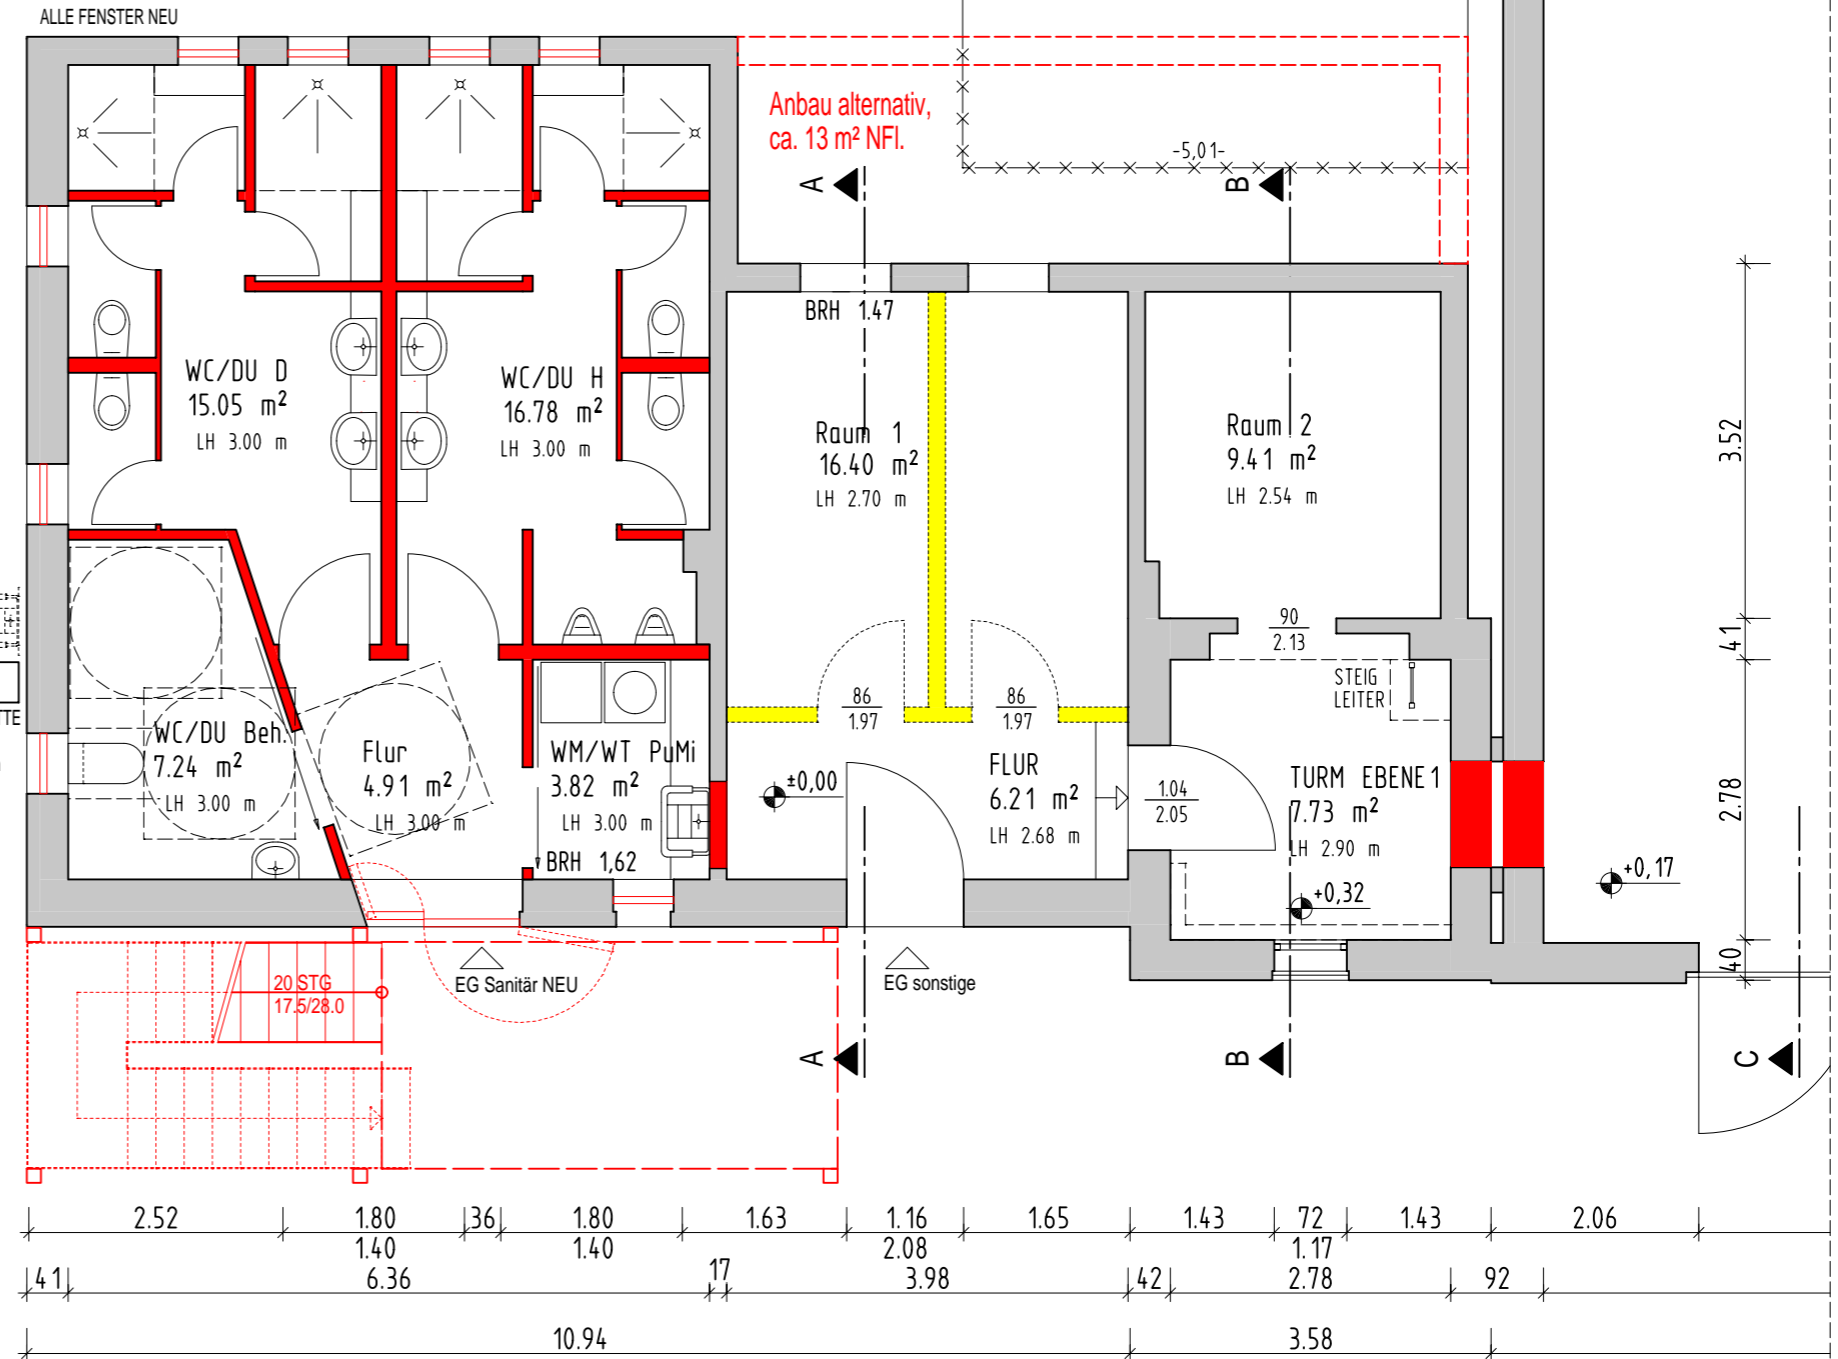 ALLE FENSTER NEU
Anbau alternativ,
ca. 13 m² NFl.
-5,01-
A
B
BRH 1.47
WC/DU D
15.05 m²
LH 3.00 m
WC/DU H
16.78 m²
LH 3.00 m
Raum 1
16.40 m²
LH 2.70 m
Raum 2
9.41 m²
LH 2.54 m
3.52
41
2.78
40
90
2.13
STEIG
LEITER
86
1.97
86
1.97
TTE
WC/DU Beh.
7.24 m²
LH 3.00 m
Flur
4.91 m²
LH 3.00 m
WM/WT PuMi
3.82 m²
LH 3.00 m
BRH 1,62
±0,00
FLUR
6.21 m²
LH 2.68 m
1.04
2.05
TURM EBENE1
7.73 m²
LH 2.90 m
+0,32
+0,17
20 STG
17.5/28.0
EG Sanitär NEU
EG sonstige
A
B
C
2.52 1.80 36 1.80 1.63 1.16 1.65 1.43 72 1.43 2.06
1.40 1.40 2.08 1.17
41 6.36 17 3.98 42 2.78 92
10.94 3.58